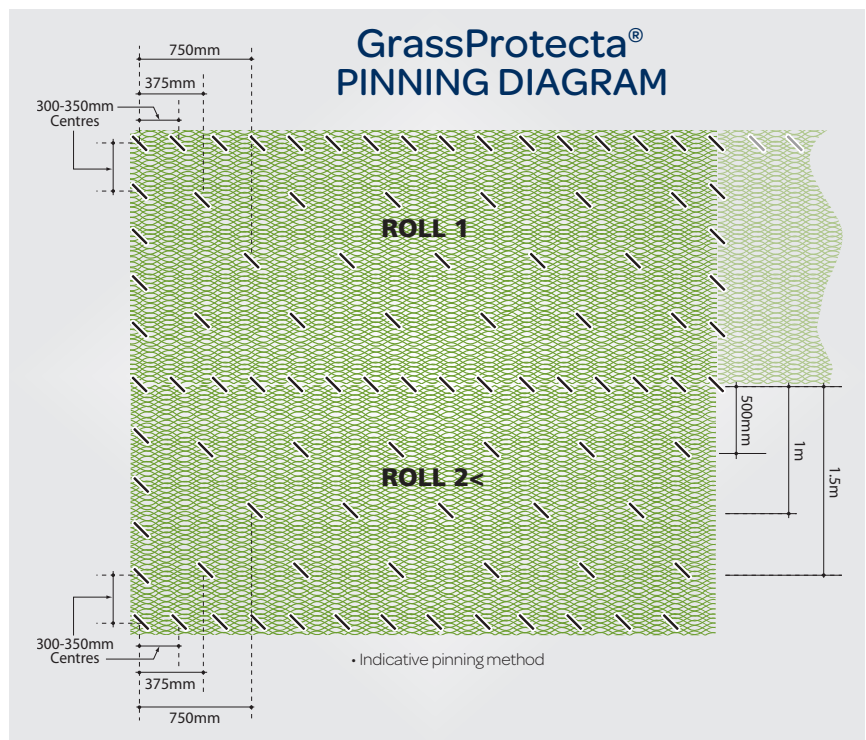 GrassProtecta®
PINNING DIAGRAM
750mm
375mm
300-350mm
Centres
ROLL 1
500mm
1m
1.5m
ROLL 2<
300-350mm
Centres
375mm
750mm
• Indicative pinning method